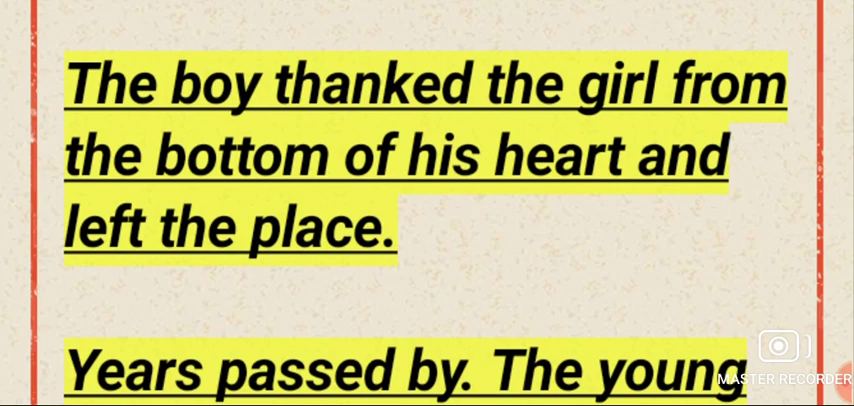 The boy thanked the girl from
the bottom of his heart and
left the place.
Years passed by. The young
MASTER RECORDER